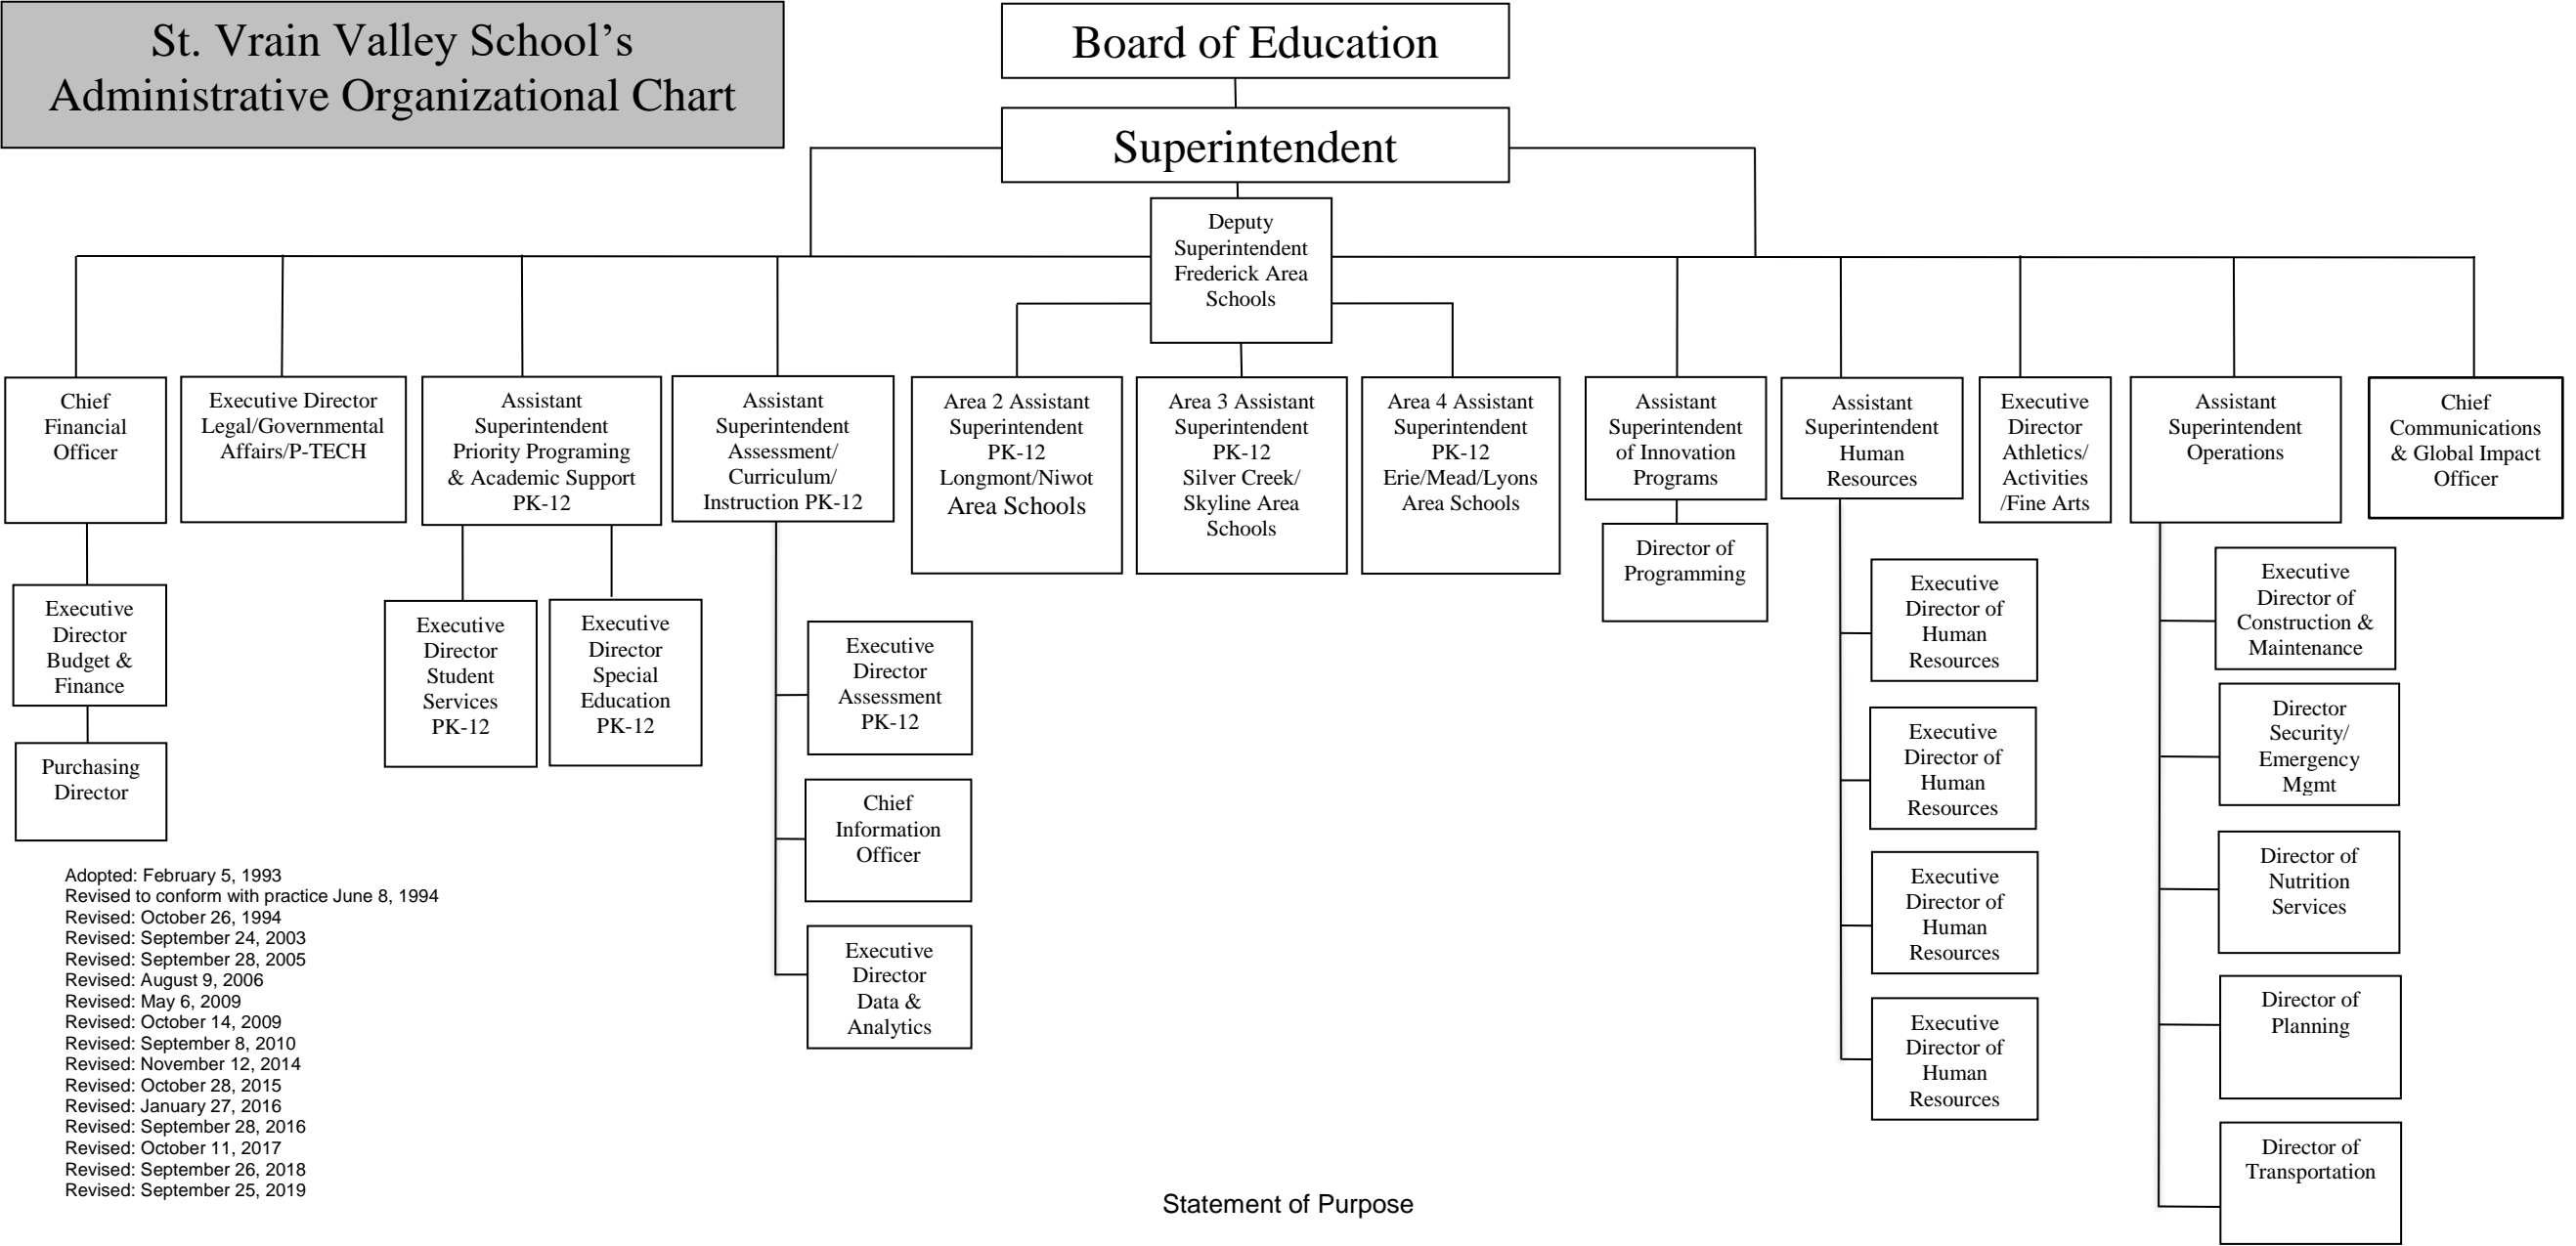 St. Vrain Valley School's
Administrative Organizational Chart
Board of Education
Superintendent
Deputy
Superintendent
Frederick Area
Schools
Chief
Financial
Officer
Executive Director
Legal/Governmental
Affairs/P-TECH
Assistant
Superintendent
Priority Programing
& Academic Support
PK-12
Assistant
Superintendent
Assessment/
Curriculum/
Instruction PK-12
Area 2 Assistant
Superintendent
PK-12
Longmont/Niwot
Area Schools
Area 3 Assistant
Superintendent
PK-12
Silver Creek/
Skyline Area
Schools
Area 4 Assistant
Superintendent
PK-12
Erie/Mead/Lyons
Area Schools
Assistant
Superintendent
of Innovation
Programs
Assistant
Superintendent
Human
Resources
Executive
Director
Athletics/
Activities
/Fine Arts
Assistant
Superintendent
Operations
Chief
Communications
& Global Impact
Officer
Executive
Director
Budget &
Finance
Purchasing
Director
Executive
Director
Student
Services
PK-12
Executive
Director
Special
Education
PK-12
Executive
Director
Assessment
PK-12
Chief
Information
Officer
Executive
Director
Data &
Analytics
Director of
Programming
Executive
Director of
Human
Resources
Executive
Director of
Human
Resources
Executive
Director of
Human
Resources
Executive
Director of
Human
Resources
Executive
Director of
Construction &
Maintenance
Director
Security/
Emergency
Mgmt
Director of
Nutrition
Services
Director of
Planning
Director of
Transportation
Adopted: February 5, 1993
Revised to conform with practice June 8, 1994
Revised: October 26, 1994
Revised: September 24, 2003
Revised: September 28, 2005
Revised: August 9, 2006
Revised: May 6, 2009
Revised: October 14, 2009
Revised: September 8, 2010
Revised: November 12, 2014
Revised: October 28, 2015
Revised: January 27, 2016
Revised: September 28, 2016
Revised: October 11, 2017
Revised: September 26, 2018
Revised: September 25, 2019
Statement of Purpose